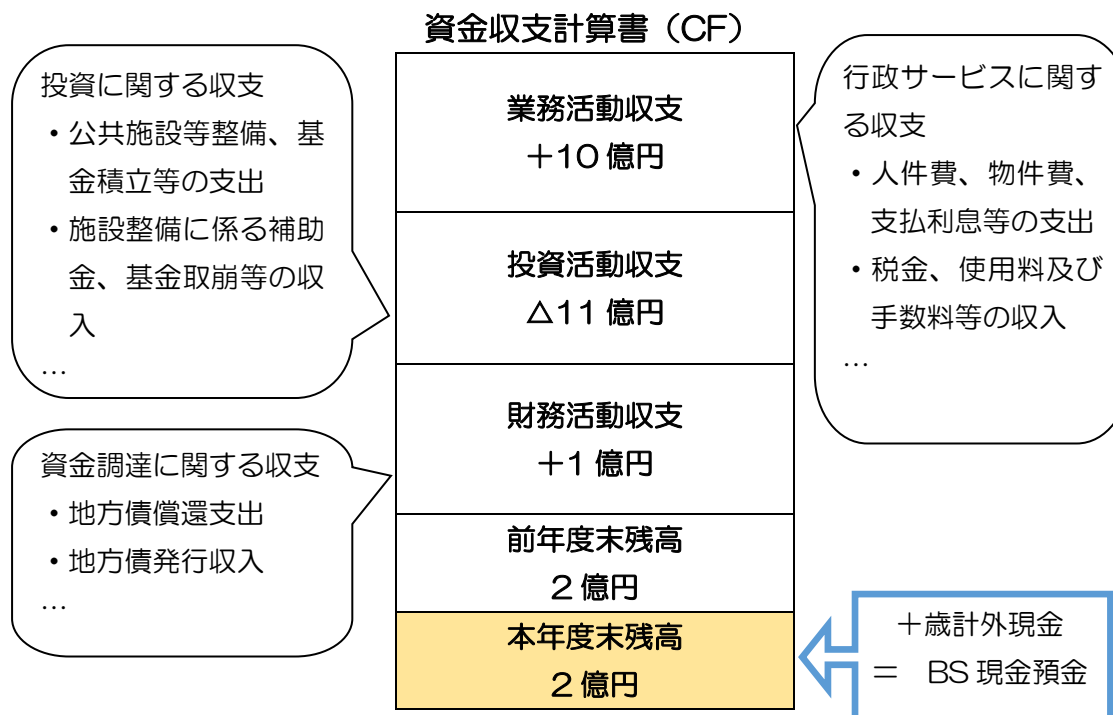 資金収支計算書（CF）
投資に関する収支
・公共施設等整備、基
金積立等の支出
・施設整備に係る補助
金、基金取崩等の収
入
…
業務活動収支
＋10 億円
行政サービスに関す
る収支
・人件費、物件費、
支払利息等の支出
・税金、使用料及び
手数料等の収入
…
投資活動収支
△11 億円
資金調達に関する収支
・地方債償還支出
・地方債発行収入
…
財務活動収支
＋1 億円
前年度末残高
2 億円
本年度末残高
2 億円
＋歳計外現金
＝　BS 現金預金